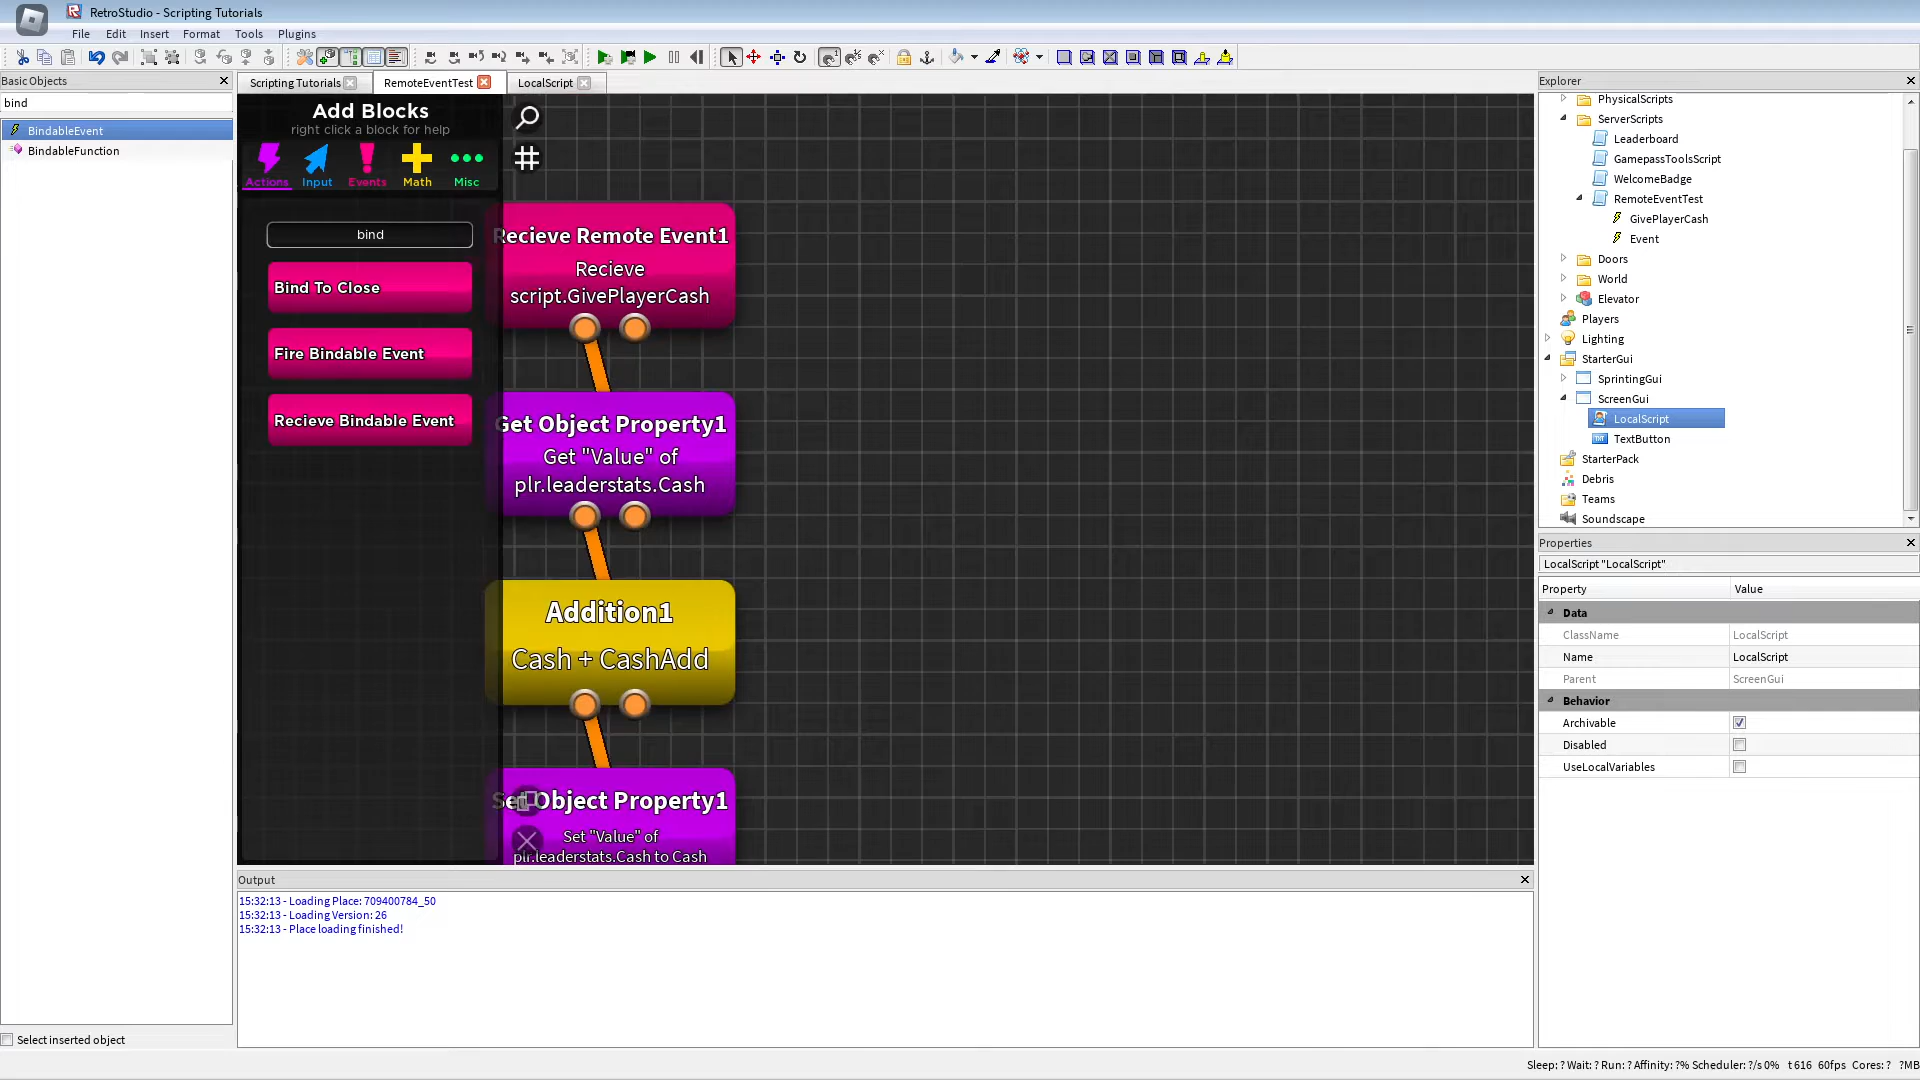 RetroStudio - Scripting Tutorials
File Edit Insert Format Tools Plugins
Basic Objects
bind
BindableEvent
BindableFunction
Select inserted object
Scripting Tutorials
RemoteEventTest
LocalScript
Add Blocks
right click a block for help
Actions Input Events Math Misc
bind
Bind To Close
Fire Bindable Event
Recieve Bindable Event
Recieve Remote Event1
Recieve
script.GivePlayerCash
Get Object Property1
Get "Value" of
plr.leaderstats.Cash
Addition1
Cash + CashAdd
Set Object Property1
Set "Value" of
plr.leaderstats.Cash to Cash
Output
15:32:13 - Loading Place: 709400784_50
15:32:13 - Loading Version: 26
15:32:13 - Place loading finished!
Explorer
PhysicalScripts
ServerScripts
Leaderboard
GamepassToolsScript
WelcomeBadge
RemoteEventTest
GivePlayerCash
Event
Doors
World
Elevator
Players
Lighting
StarterGui
SprintingGui
ScreenGui
LocalScript
TextButton
StarterPack
Debris
Teams
Soundscape
Properties
LocalScript "LocalScript"
Property Value
Data
ClassName LocalScript
Name LocalScript
Parent ScreenGui
Behavior
Archivable
Disabled
UseLocalVariables
Sleep: ? Wait: ? Run: ? Affinity: ?% Scheduler: ?/s 0% t 616 60fps Cores: ? ?MB